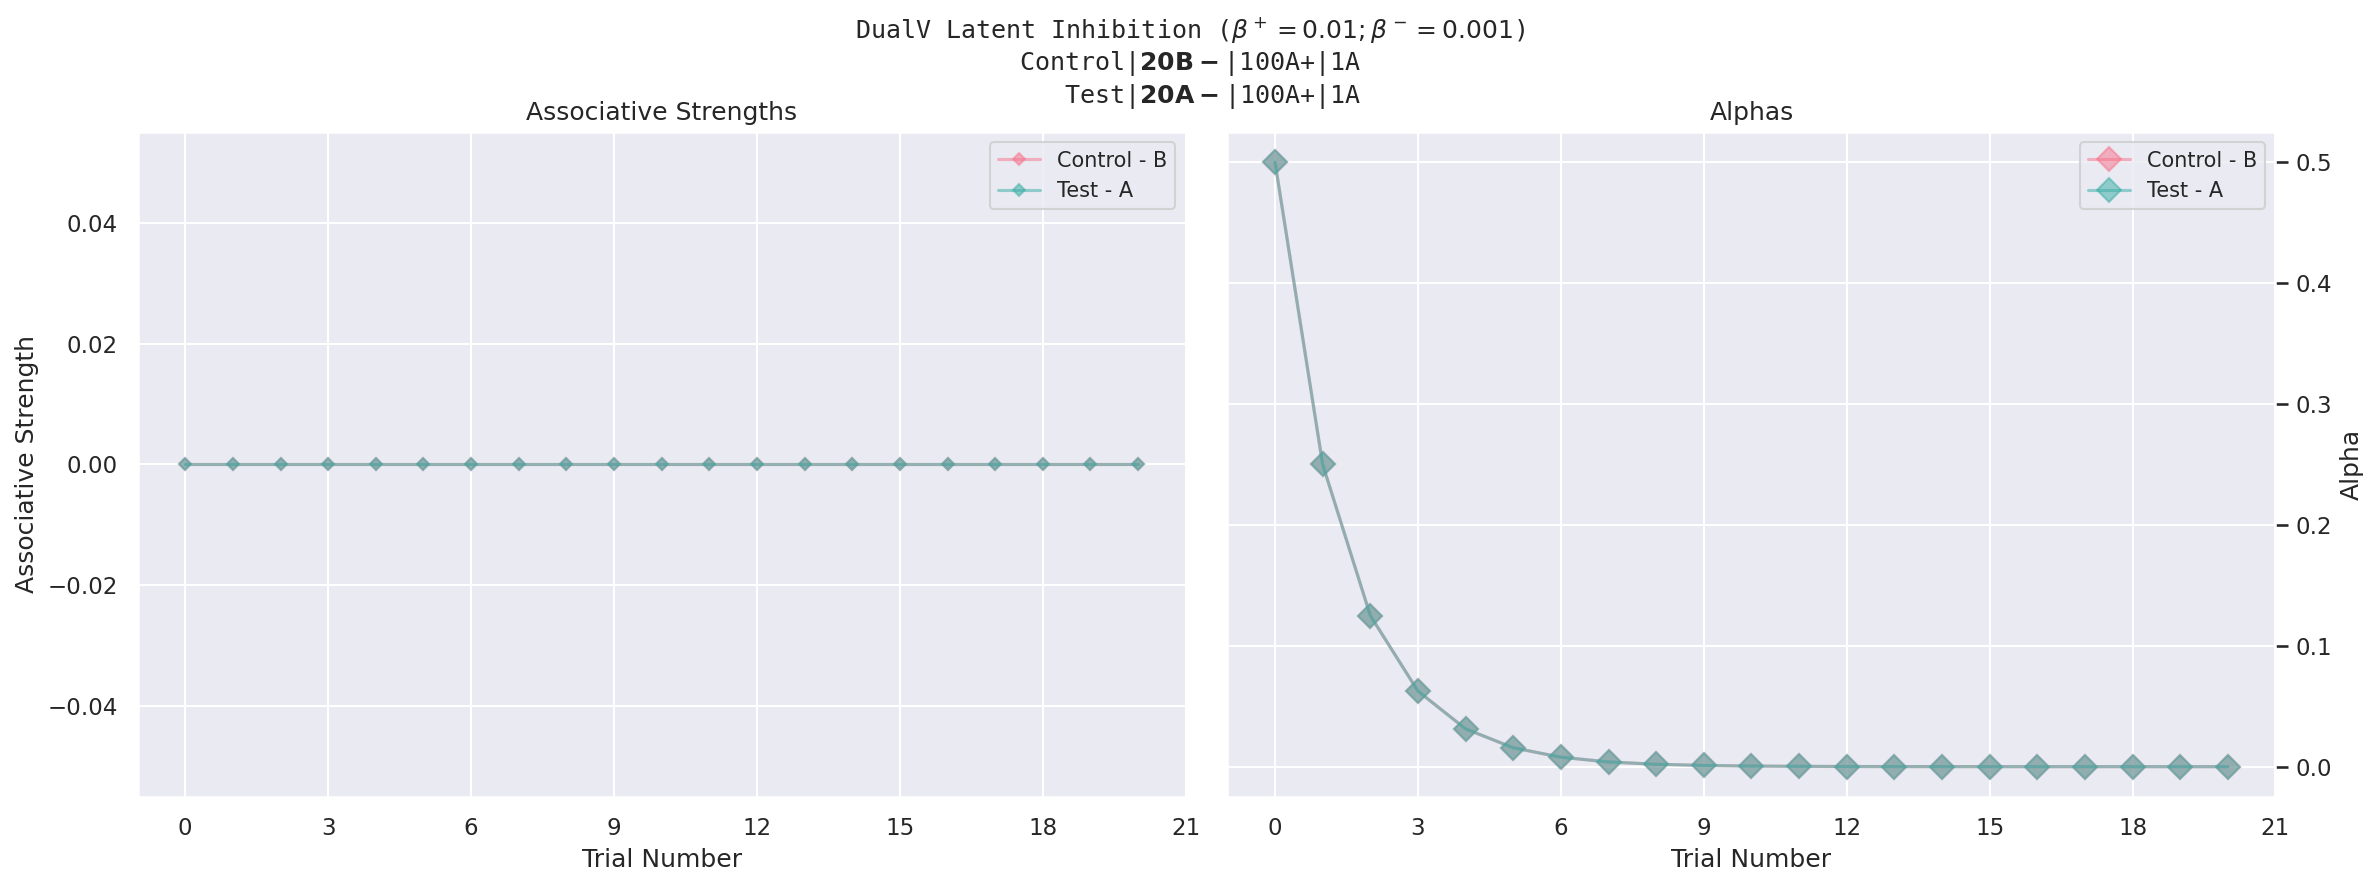 DualV Latent Inhibition (β⁺ = 0.01; β⁻ = 0.001)
Control|20B−|100A+|1A
Test|20A−|100A+|1A
Associative Strengths
Control - B
Test - A
0.04
0.02
0.00
−0.02
−0.04
Associative Strength
0 3 6 9 12 15 18 21
Trial Number
Alphas
Control - B
Test - A
0.5
0.4
0.3
0.2
0.1
0.0
Alpha
0 3 6 9 12 15 18 21
Trial Number